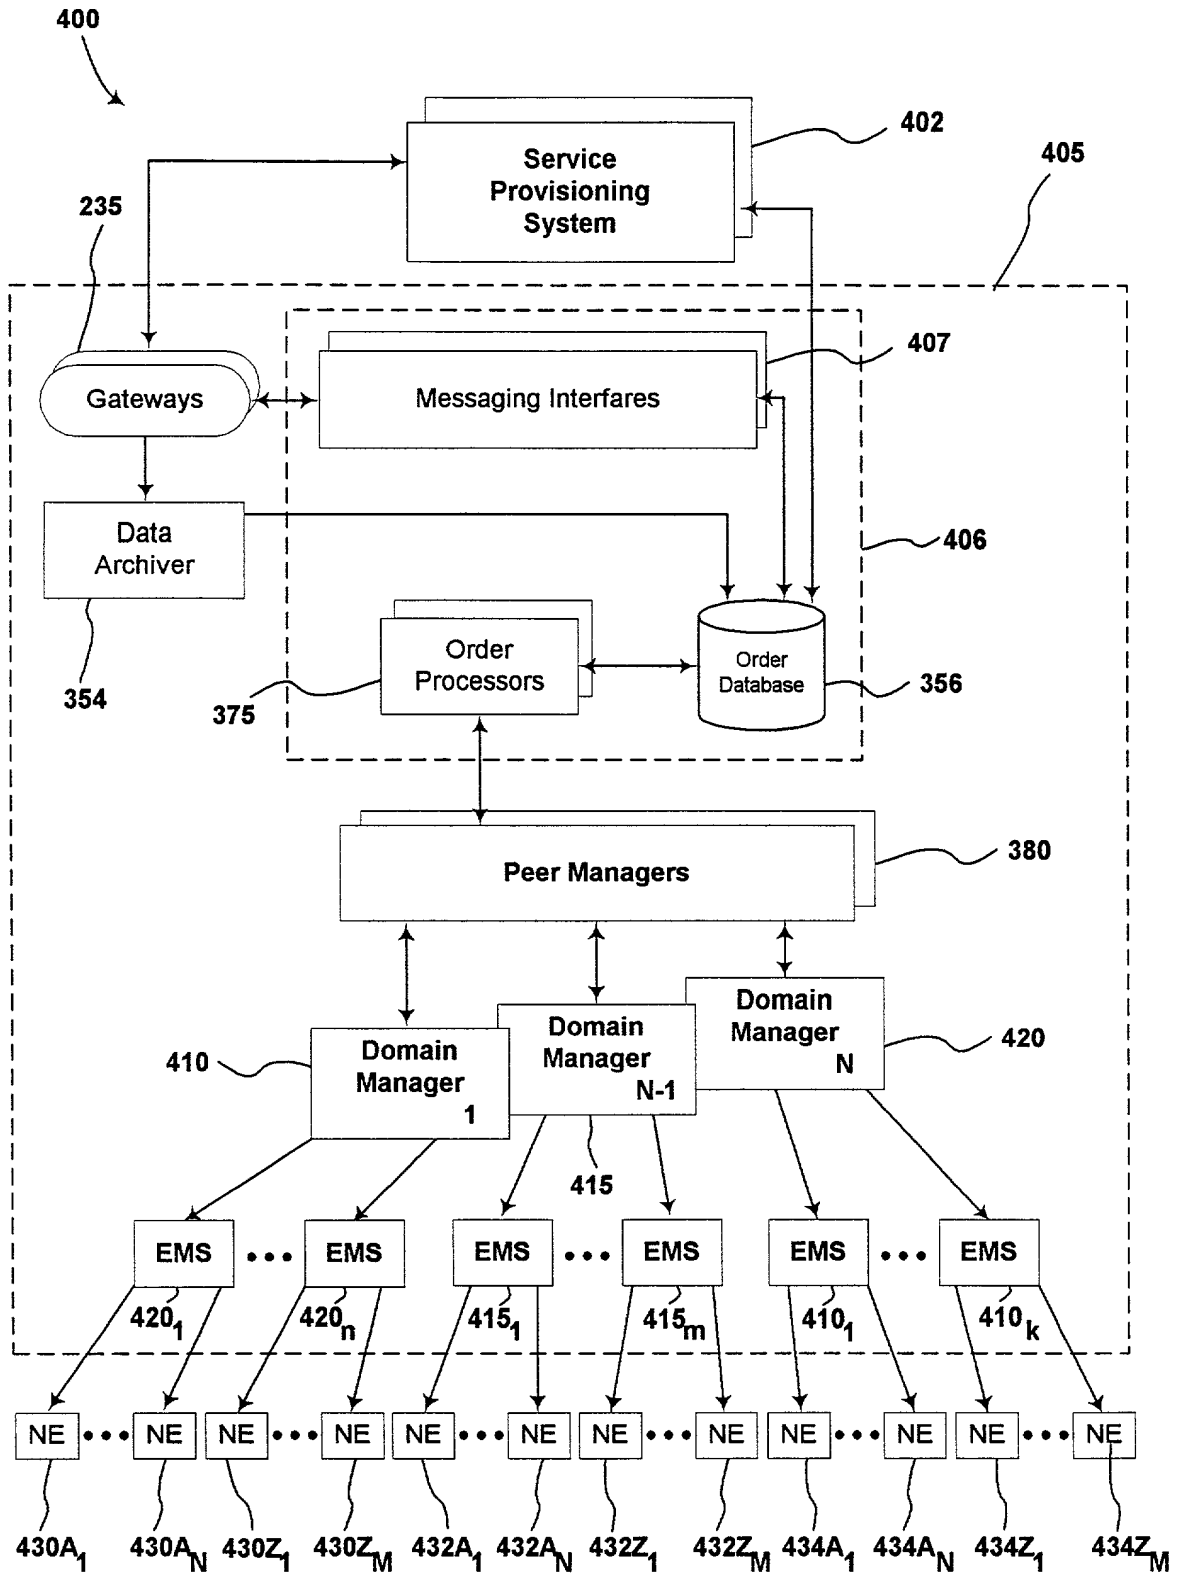 400
Service
Provisioning
System
402
405
235
Gateways
Messaging Interfares
407
Data
Archiver
354
406
Order
Processors
375
Order
Database
356
Peer Managers
380
Domain
Manager
1
410
Domain
Manager
N-1
415
Domain
Manager
N
420
EMS ••• EMS EMS ••• EMS EMS ••• EMS
420₁ 420n 415₁ 415m 410₁ 410k
NE ••• NE NE ••• NE NE ••• NE NE ••• NE NE ••• NE NE ••• NE
430A₁ 430AN 430Z₁ 430ZM 432A₁ 432AN 432Z₁ 432ZM 434A₁ 434AN 434Z₁ 434ZM